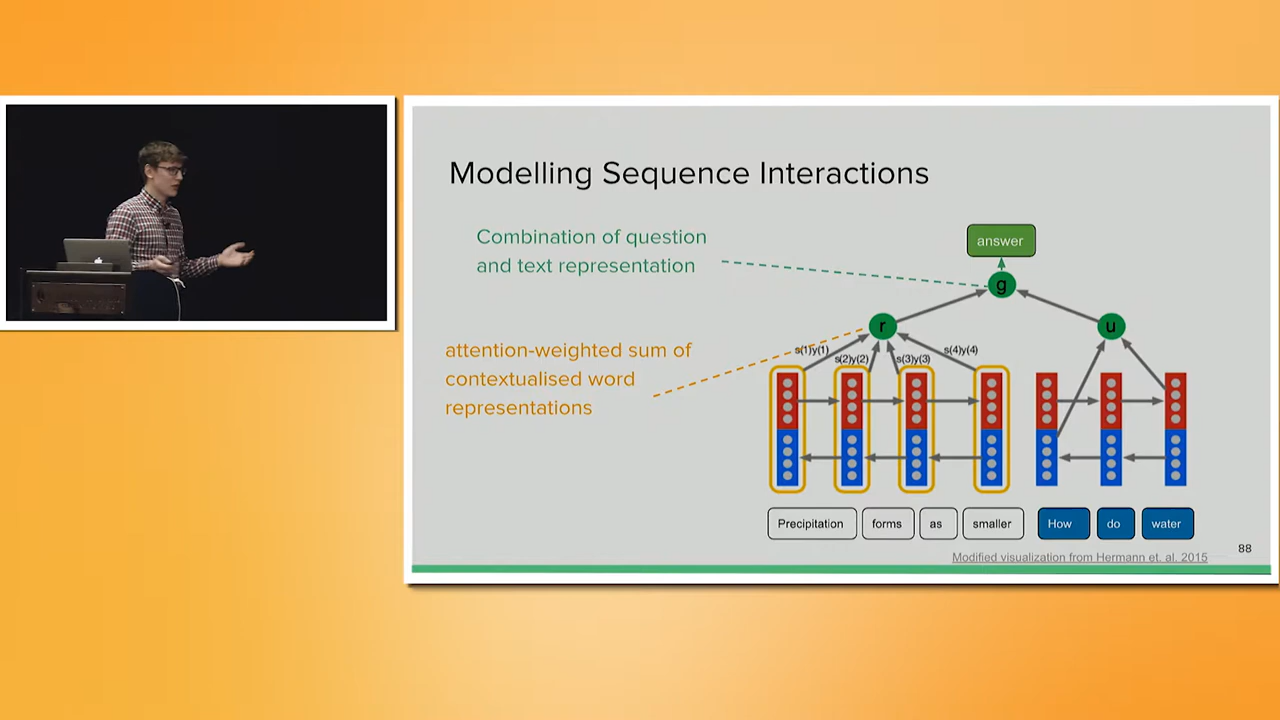 Modelling Sequence Interactions
Combination of question
and text representation
answer
g
r
u
attention-weighted sum of
contextualised word
representations
s(1)y(1)
s(2)y(2)
s(3)y(3)
s(4)y(4)
Precipitation
forms
as
smaller
How
do
water
Modified visualization from Hermann et. al. 2015
88